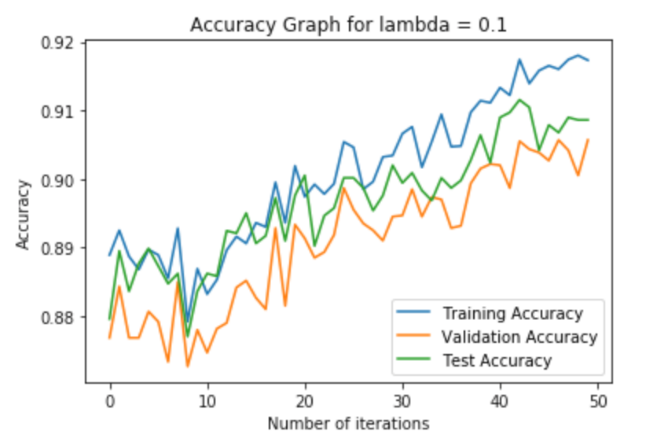 Accuracy Graph for lambda = 0.1
0.92
0.91
0.90
0.89
0.88
Accuracy
Training Accuracy
Validation Accuracy
Test Accuracy
0 10 20 30 40 50
Number of iterations